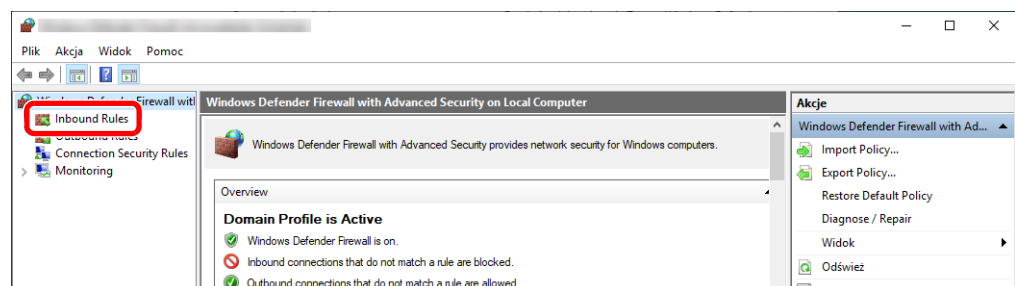 Plik Akcja Widok Pomoc
Firewall witl
Inbound Rules
Outbound Rules
Connection Security Rules
Monitoring
Windows Defender Firewall with Advanced Security on Local Computer
Windows Defender Firewall with Advanced Security provides network security for Windows computers.
Overview
Domain Profile is Active
Windows Defender Firewall is on.
Inbound connections that do not match a rule are blocked.
Outbound connections that do not match a rule are allowed.
Akcje
Windows Defender Firewall with Ad...
Import Policy...
Export Policy...
Restore Default Policy
Diagnose / Repair
Widok
Odśwież